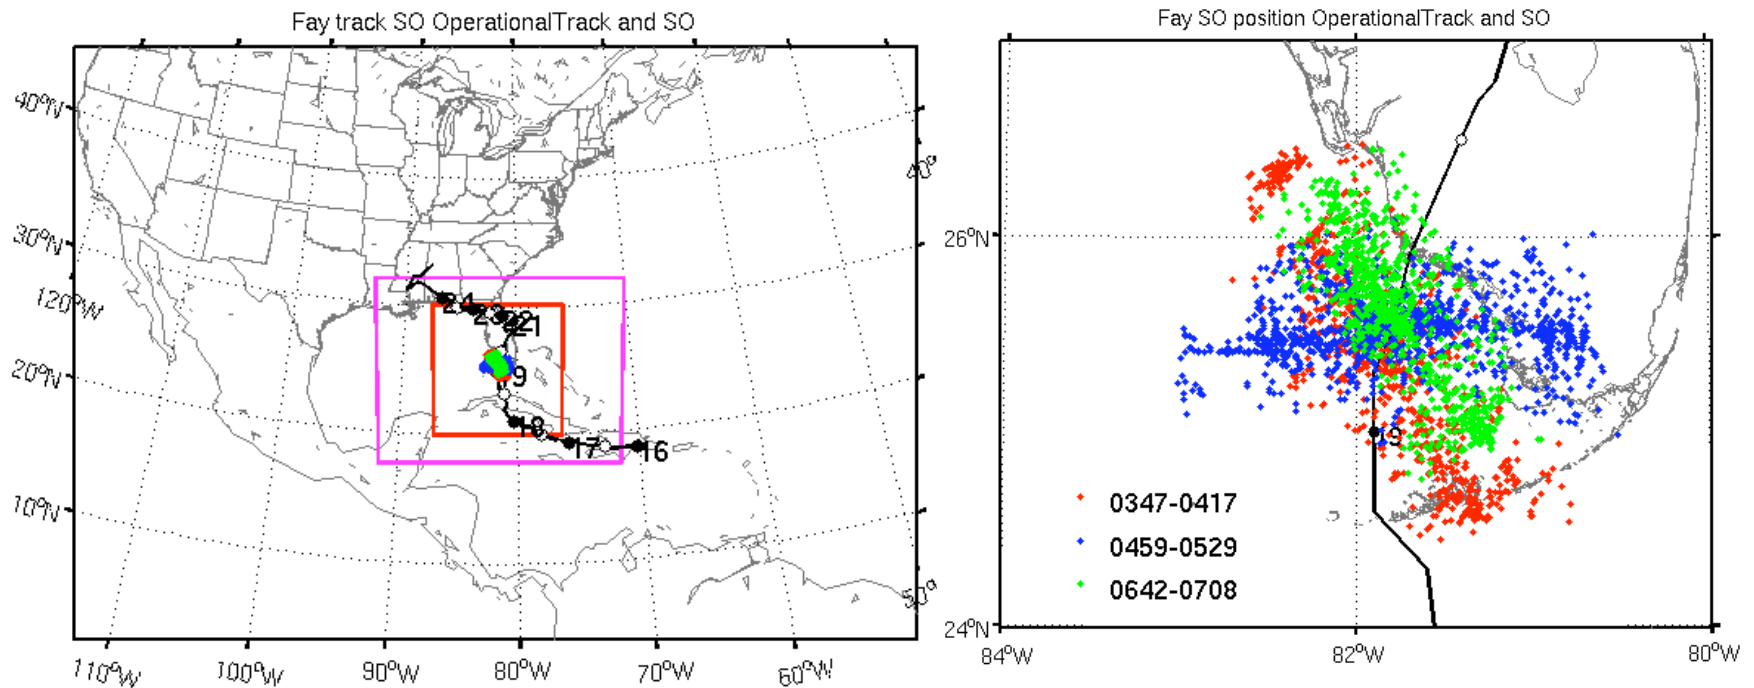 Fay track SO OperationalTrack and SO
40°N
30°N
120°W
20°N
10°N
110°W
100°W
90°W
80°W
70°W
60°W
40°
50°
24
23
22
21
19
18
17
16
Fay SO position OperationalTrack and SO
26°N
24°N
84°W
82°W
80°W
19
0347-0417
0459-0529
0642-0708